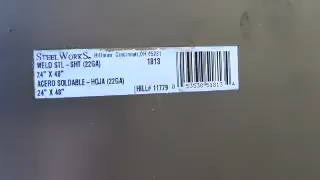 STEELWORKS Hillman Cincinnati, OH 45231
WELD STL - SHT (22GA) 1813
24" X 48"
ACERO SOLDABLE - HOJA (22GA)
24" X 48"
HILL# 11779